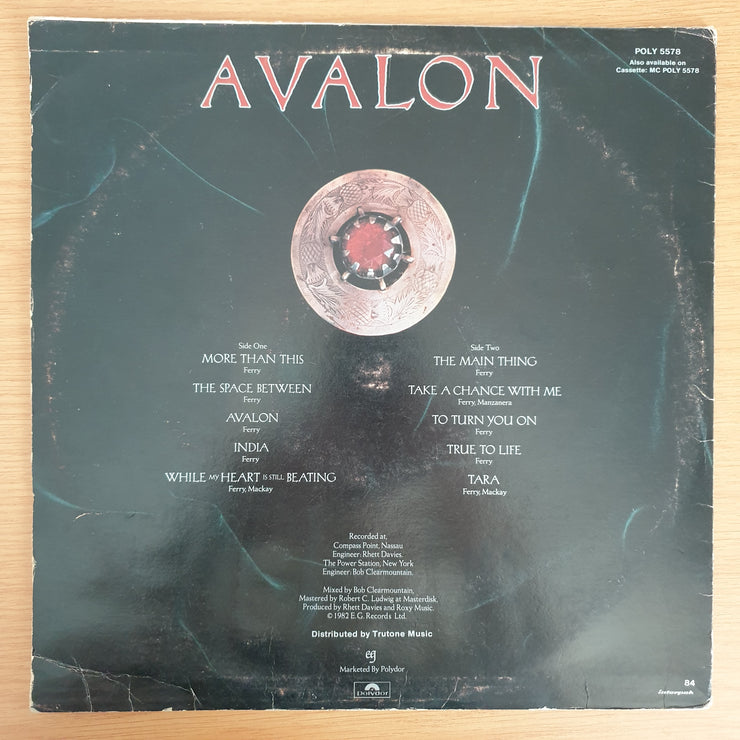 AVALON
POLY 5578
Also available on
Cassette: MC POLY 5578
Side One
MORE THAN THIS
Ferry
THE SPACE BETWEEN
Ferry
AVALON
Ferry
INDIA
Ferry
WHILE MY HEART IS STILL BEATING
Ferry, Mackay
Side Two
THE MAIN THING
Ferry
TAKE A CHANCE WITH ME
Ferry, Manzanera
TO TURN YOU ON
Ferry
TRUE TO LIFE
Ferry
TARA
Ferry, Mackay
Recorded at,
Compass Point, Nassau
Engineer: Rhett Davies.
The Power Station, New York
Engineer: Bob Clearmountain.
Mixed by Bob Clearmountain,
Mastered by Robert C. Ludwig at Masterdisk.
Produced by Rhett Davies and Roxy Music.
© 1982 E.G. Records Ltd.
Distributed by Trutone Music
eg
Marketed By Polydor
polydor
84